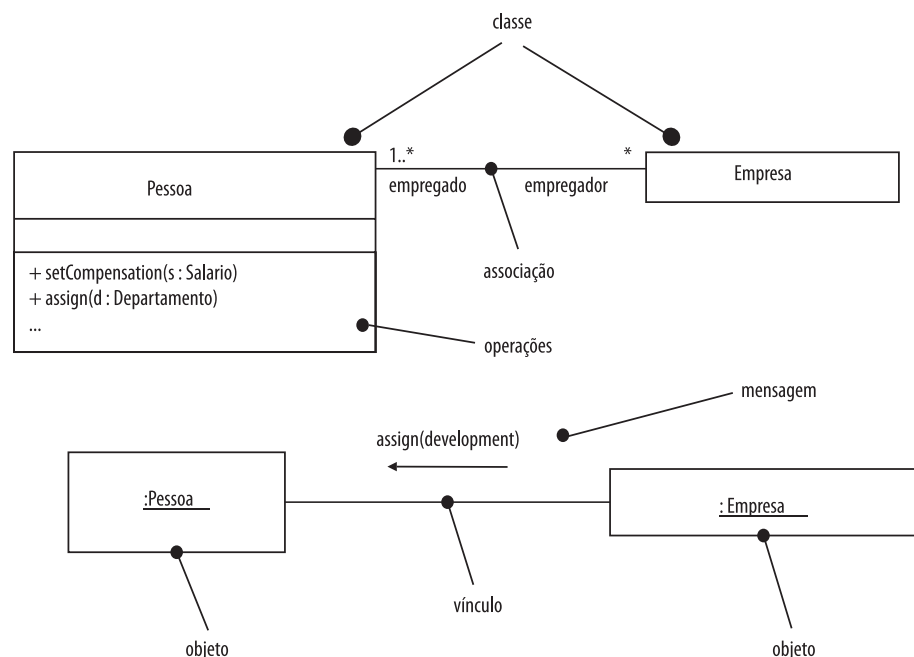 classe
1..*
*
Pessoa
empregado
empregador
Empresa
+ setCompensation(s : Salario)
+ assign(d : Departamento)
...
associação
operações
mensagem
assign(development)
:Pessoa
: Empresa
vínculo
objeto
objeto